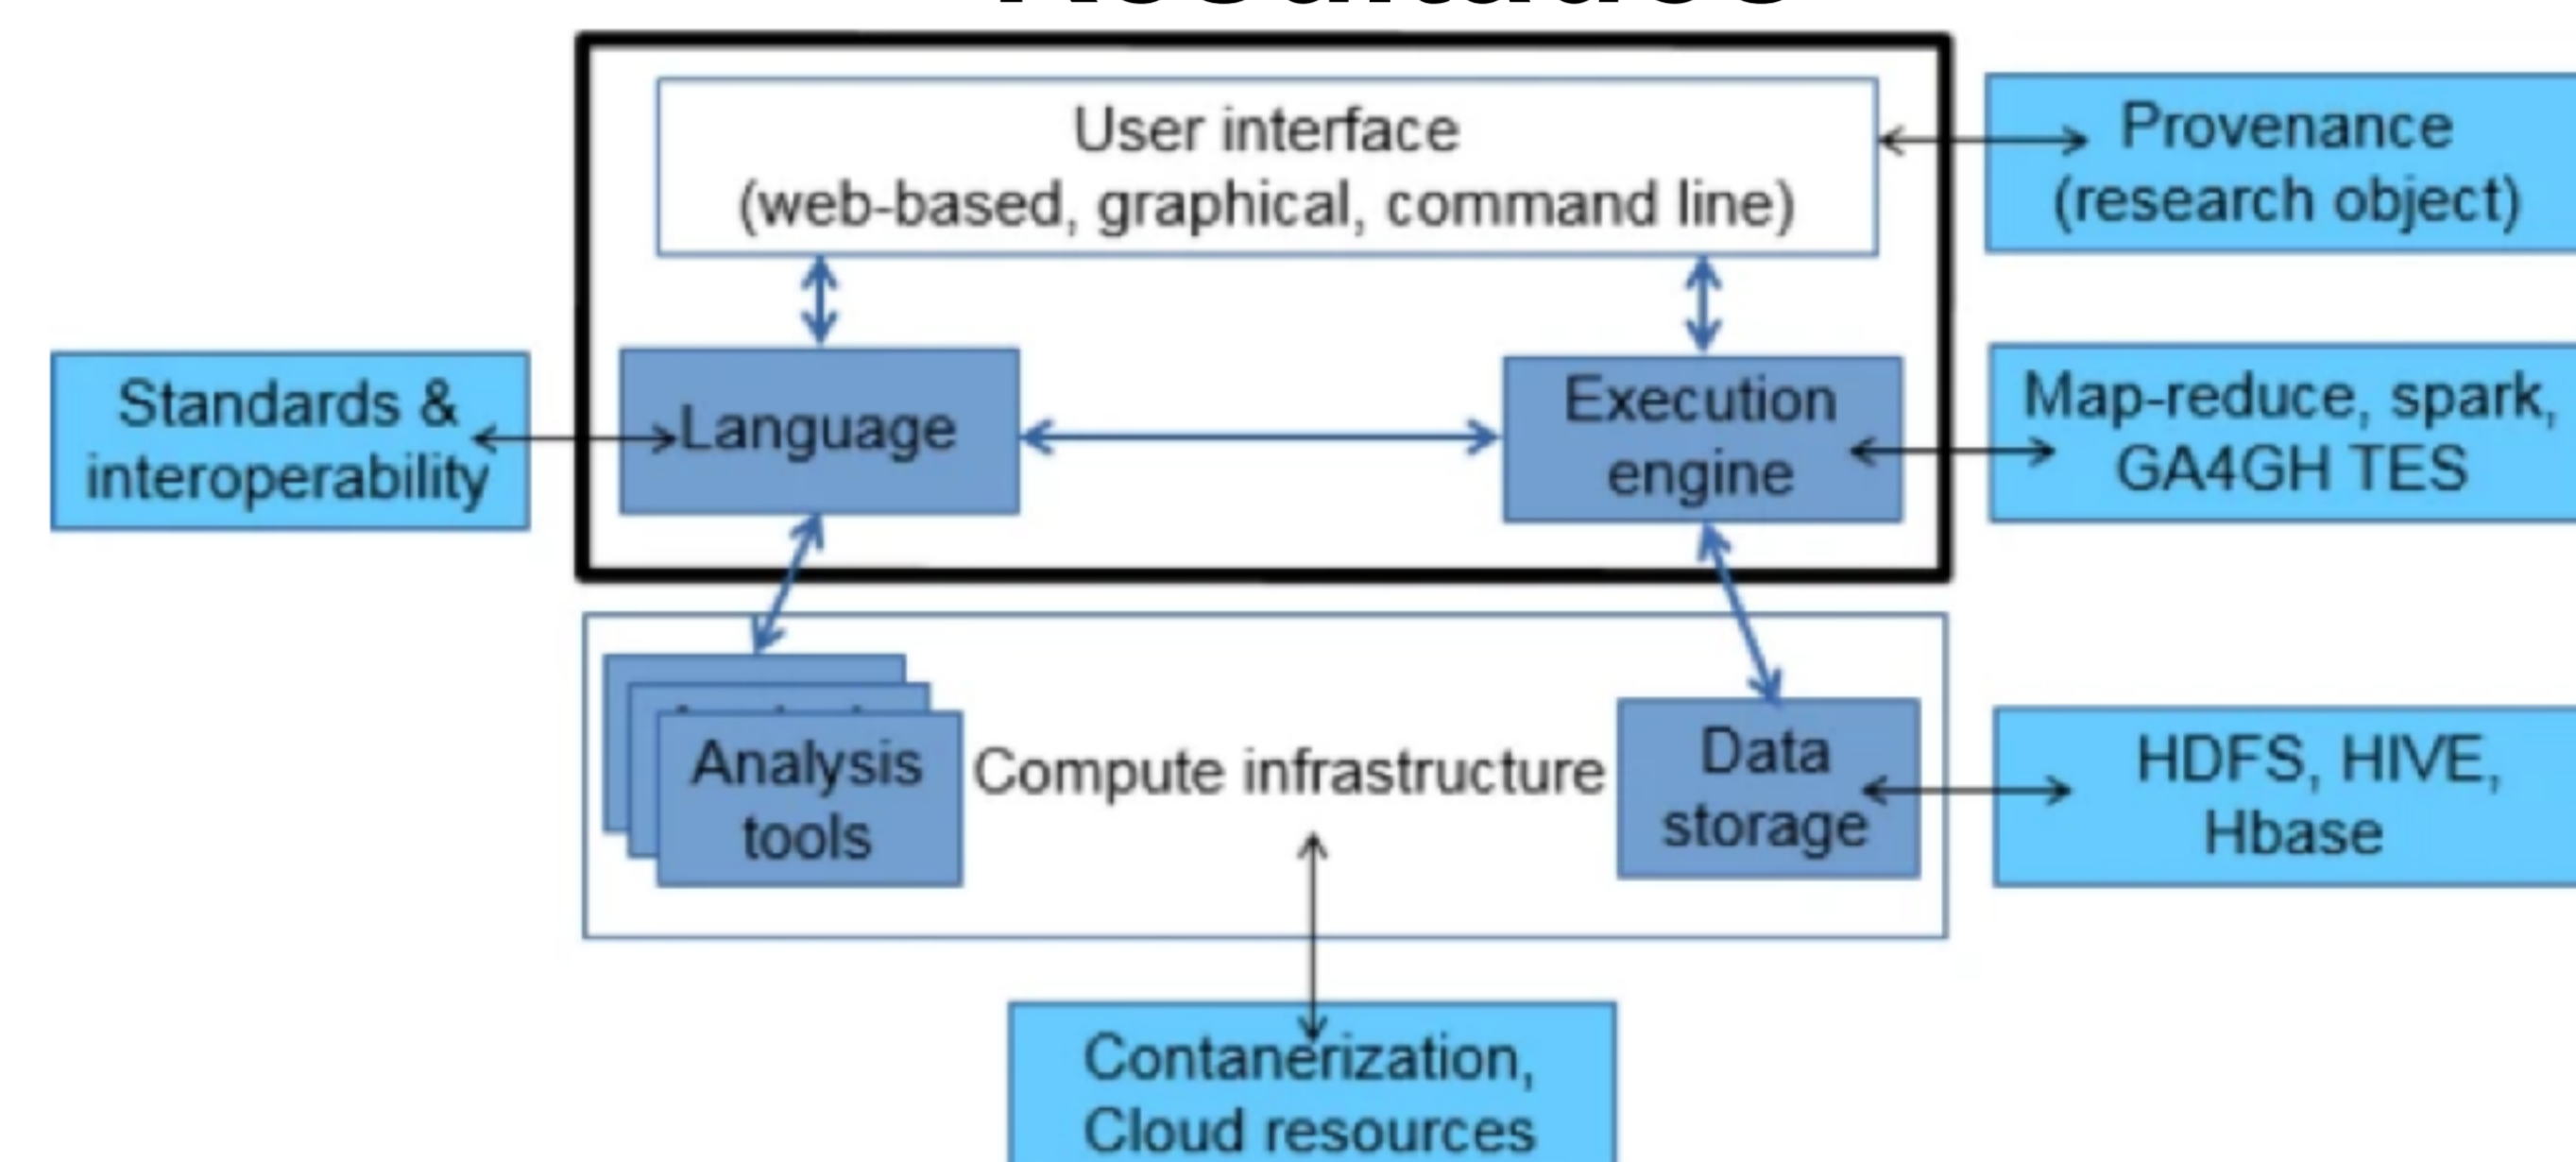 User interface
(web-based, graphical, command line)
Provenance
(research object)
Standards &
interoperability
Language
Execution
engine
Map-reduce, spark,
GA4GH TES
Analysis
tools
Compute infrastructure
Data
storage
HDFS, HIVE,
Hbase
Contanerization,
Cloud resources